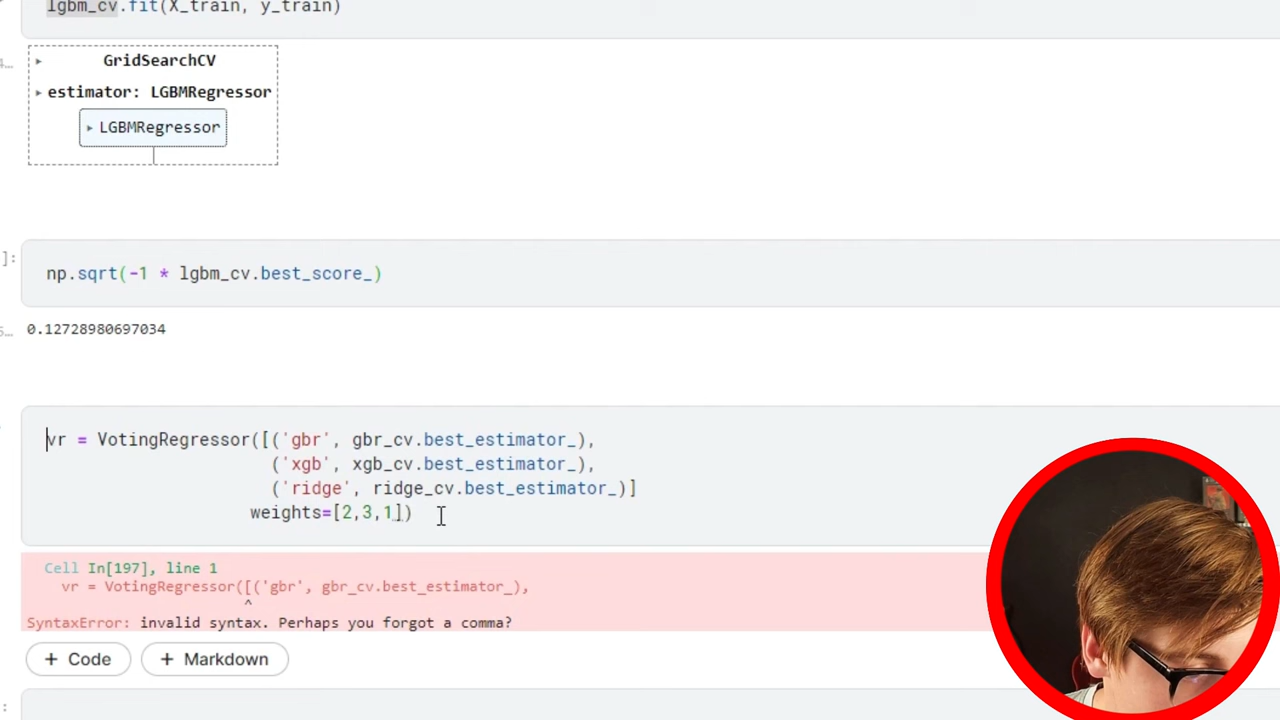 lgbm_cv.fit(X_train, y_train)
GridSearchCV
estimator: LGBMRegressor
LGBMRegressor
]:
np.sqrt(-1 * lgbm_cv.best_score_)
0.12728980697034
vr = VotingRegressor([('gbr', gbr_cv.best_estimator_),
('xgb', xgb_cv.best_estimator_),
('ridge', ridge_cv.best_estimator_)]
weights=[2,3,1])
Cell In[197], line 1
vr = VotingRegressor([('gbr', gbr_cv.best_estimator_),
^
SyntaxError: invalid syntax. Perhaps you forgot a comma?
+ Code + Markdown
: